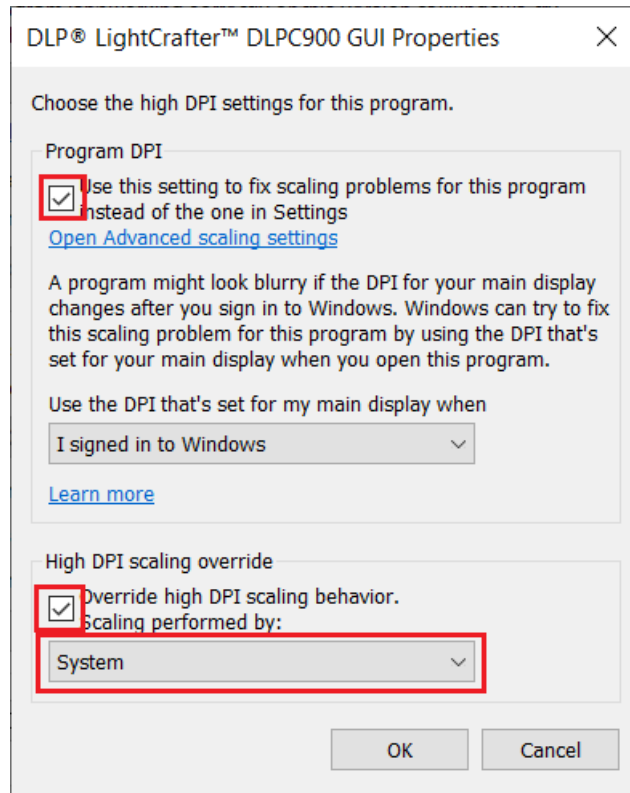 DLP® LightCrafter™ DLPC900 GUI Properties
Choose the high DPI settings for this program.
Program DPI
Use this setting to fix scaling problems for this program
instead of the one in Settings
Open Advanced scaling settings
A program might look blurry if the DPI for your main display
changes after you sign in to Windows. Windows can try to fix
this scaling problem for this program by using the DPI that's
set for your main display when you open this program.
Use the DPI that's set for my main display when
I signed in to Windows
Learn more
High DPI scaling override
Override high DPI scaling behavior.
Scaling performed by:
System
OK
Cancel